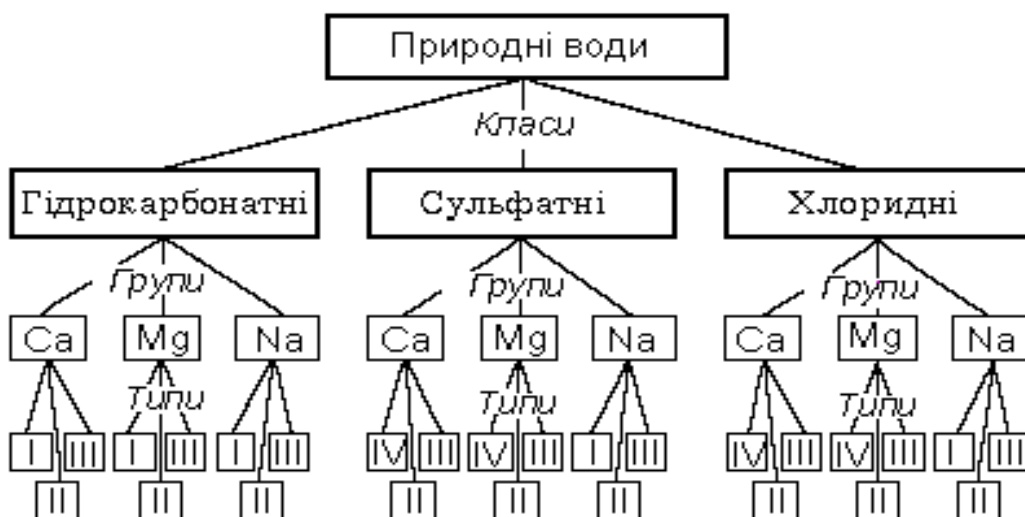 Природні води
Класи
Гідрокарбонатні Сульфатні Хлоридні
Групи Групи Групи
Ca Mg Na Ca Mg Na Ca Mg Na
Типи Типи Типи
I III I III I III IV III IV III I III IV III IV III I III
II II II II II II II II II